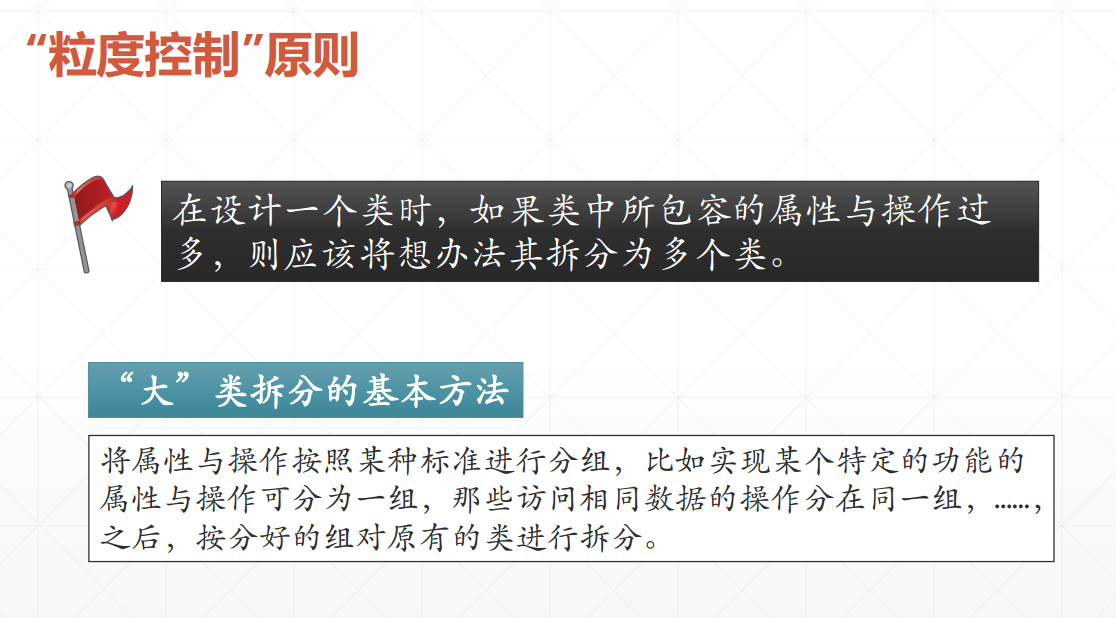 “粒度控制”原则
在设计一个类时，如果类中所包容的属性与操作过
多，则应该将想办法其拆分为多个类。
“大”类拆分的基本方法
将属性与操作按照某种标准进行分组，比如实现某个特定的功能的
属性与操作可分为一组，那些访问相同数据的操作分在同一组，……，
之后，按分好的组对原有的类进行拆分。